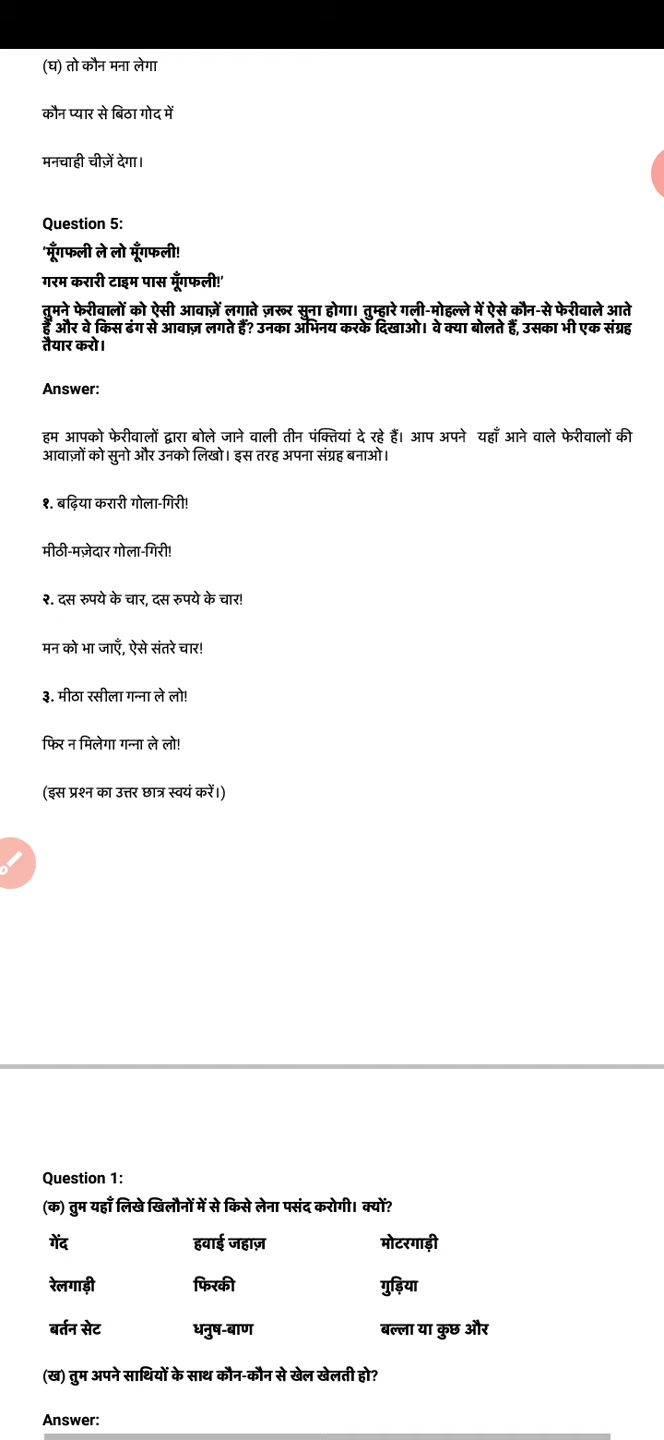 (घ) तो कौन मना लेगा
कौन प्यार से बिठा गोद में
मनचाही चीज़ें देगा।
Question 5:
‘मूँगफली ले लो मूँगफली!
गरम करारी टाइम पास मूँगफली!’
तुमने फेरीवालों को ऐसी आवाज़ें लगाते ज़रूर सुना होगा। तुम्हारे गली-मोहल्ले में ऐसे कौन-से फेरीवाले आते
हैं और वे किस ढंग से आवाज़ लगते हैं? उनका अभिनय करके दिखाओ। वे क्या बोलते हैं, उसका भी एक संग्रह
तैयार करो।
Answer:
हम आपको फेरीवालों द्वारा बोले जाने वाली तीन पंक्तियां दे रहे हैं। आप अपने यहाँ आने वाले फेरीवालों की
आवाज़ों को सुनो और उनको लिखो। इस तरह अपना संग्रह बनाओ।
१. बढ़िया करारी गोला-गिरी!
मीठी-मज़ेदार गोला-गिरी!
२. दस रुपये के चार, दस रुपये के चार!
मन को भा जाएँ, ऐसे संतरे चार!
३. मीठा रसीला गन्ना ले लो!
फिर न मिलेगा गन्ना ले लो!
(इस प्रश्न का उत्तर छात्र स्वयं करें।)
Question 1:
(क) तुम यहाँ लिखे खिलौनों में से किसे लेना पसंद करोगी। क्यों?
गेंद हवाई जहाज़ मोटरगाड़ी
रेलगाड़ी फिरकी गुड़िया
बर्तन सेट धनुष-बाण बल्ला या कुछ और
(ख) तुम अपने साथियों के साथ कौन-कौन से खेल खेलती हो?
Answer: